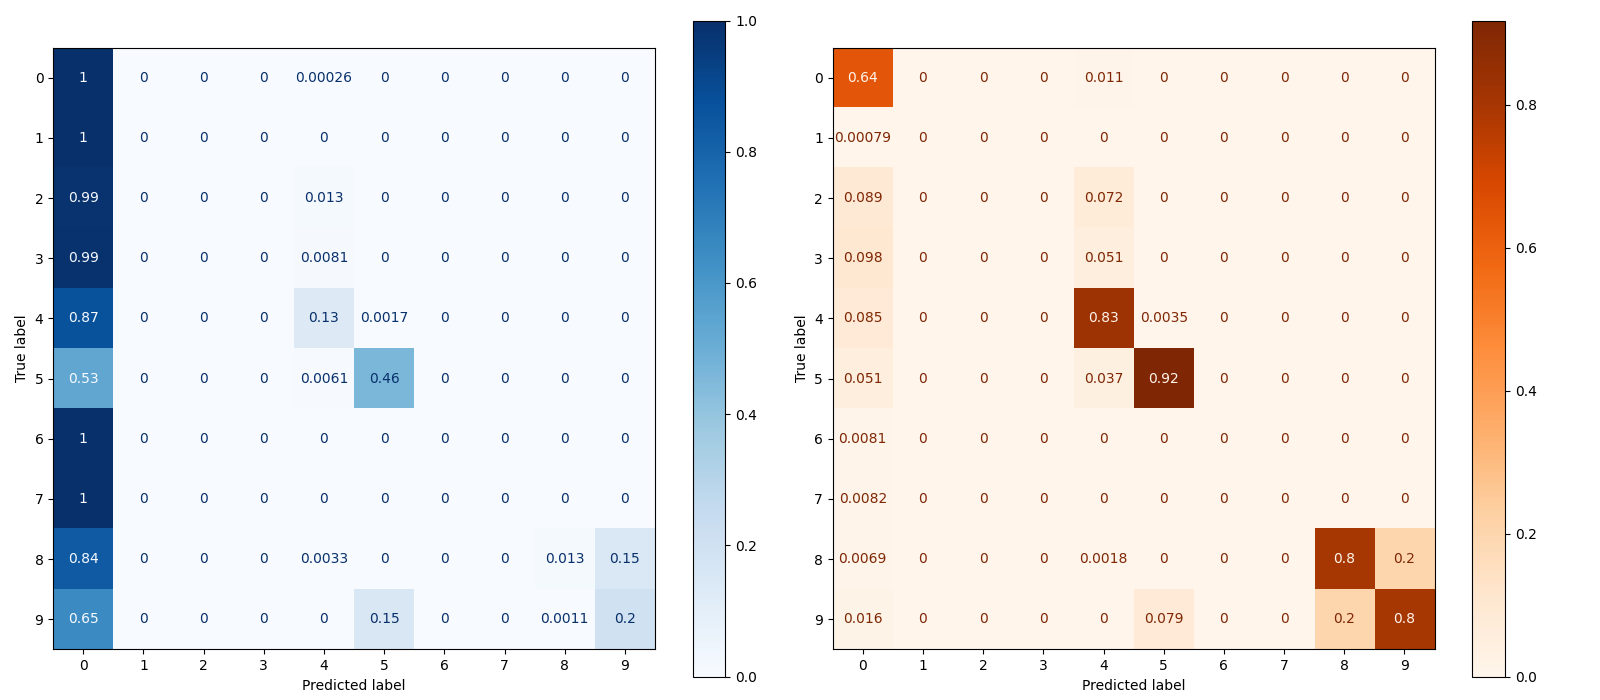 0 1 0 0 0 0.00026 0 0 0 0 0
1 1 0 0 0 0 0 0 0 0 0
2 0.99 0 0 0 0.013 0 0 0 0 0
3 0.99 0 0 0 0.0081 0 0 0 0 0
4 0.87 0 0 0 0.13 0.0017 0 0 0 0
5 0.53 0 0 0 0.0061 0.46 0 0 0 0
6 1 0 0 0 0 0 0 0 0 0
7 1 0 0 0 0 0 0 0 0 0
8 0.84 0 0 0 0.0033 0 0 0 0.013 0.15
9 0.65 0 0 0 0 0.15 0 0 0.0011 0.2
0 1 2 3 4 5 6 7 8 9
Predicted label
True label
1.0
0.8
0.6
0.4
0.2
0.0
0 0.64 0 0 0 0.011 0 0 0 0 0
1 0.00079 0 0 0 0 0 0 0 0 0
2 0.089 0 0 0 0.072 0 0 0 0 0
3 0.098 0 0 0 0.051 0 0 0 0 0
4 0.085 0 0 0 0.83 0.0035 0 0 0 0
5 0.051 0 0 0 0.037 0.92 0 0 0 0
6 0.0081 0 0 0 0 0 0 0 0 0
7 0.0082 0 0 0 0 0 0 0 0 0
8 0.0069 0 0 0 0.0018 0 0 0 0.8 0.2
9 0.016 0 0 0 0 0.079 0 0 0.2 0.8
0 1 2 3 4 5 6 7 8 9
Predicted label
True label
0.8
0.6
0.4
0.2
0.0